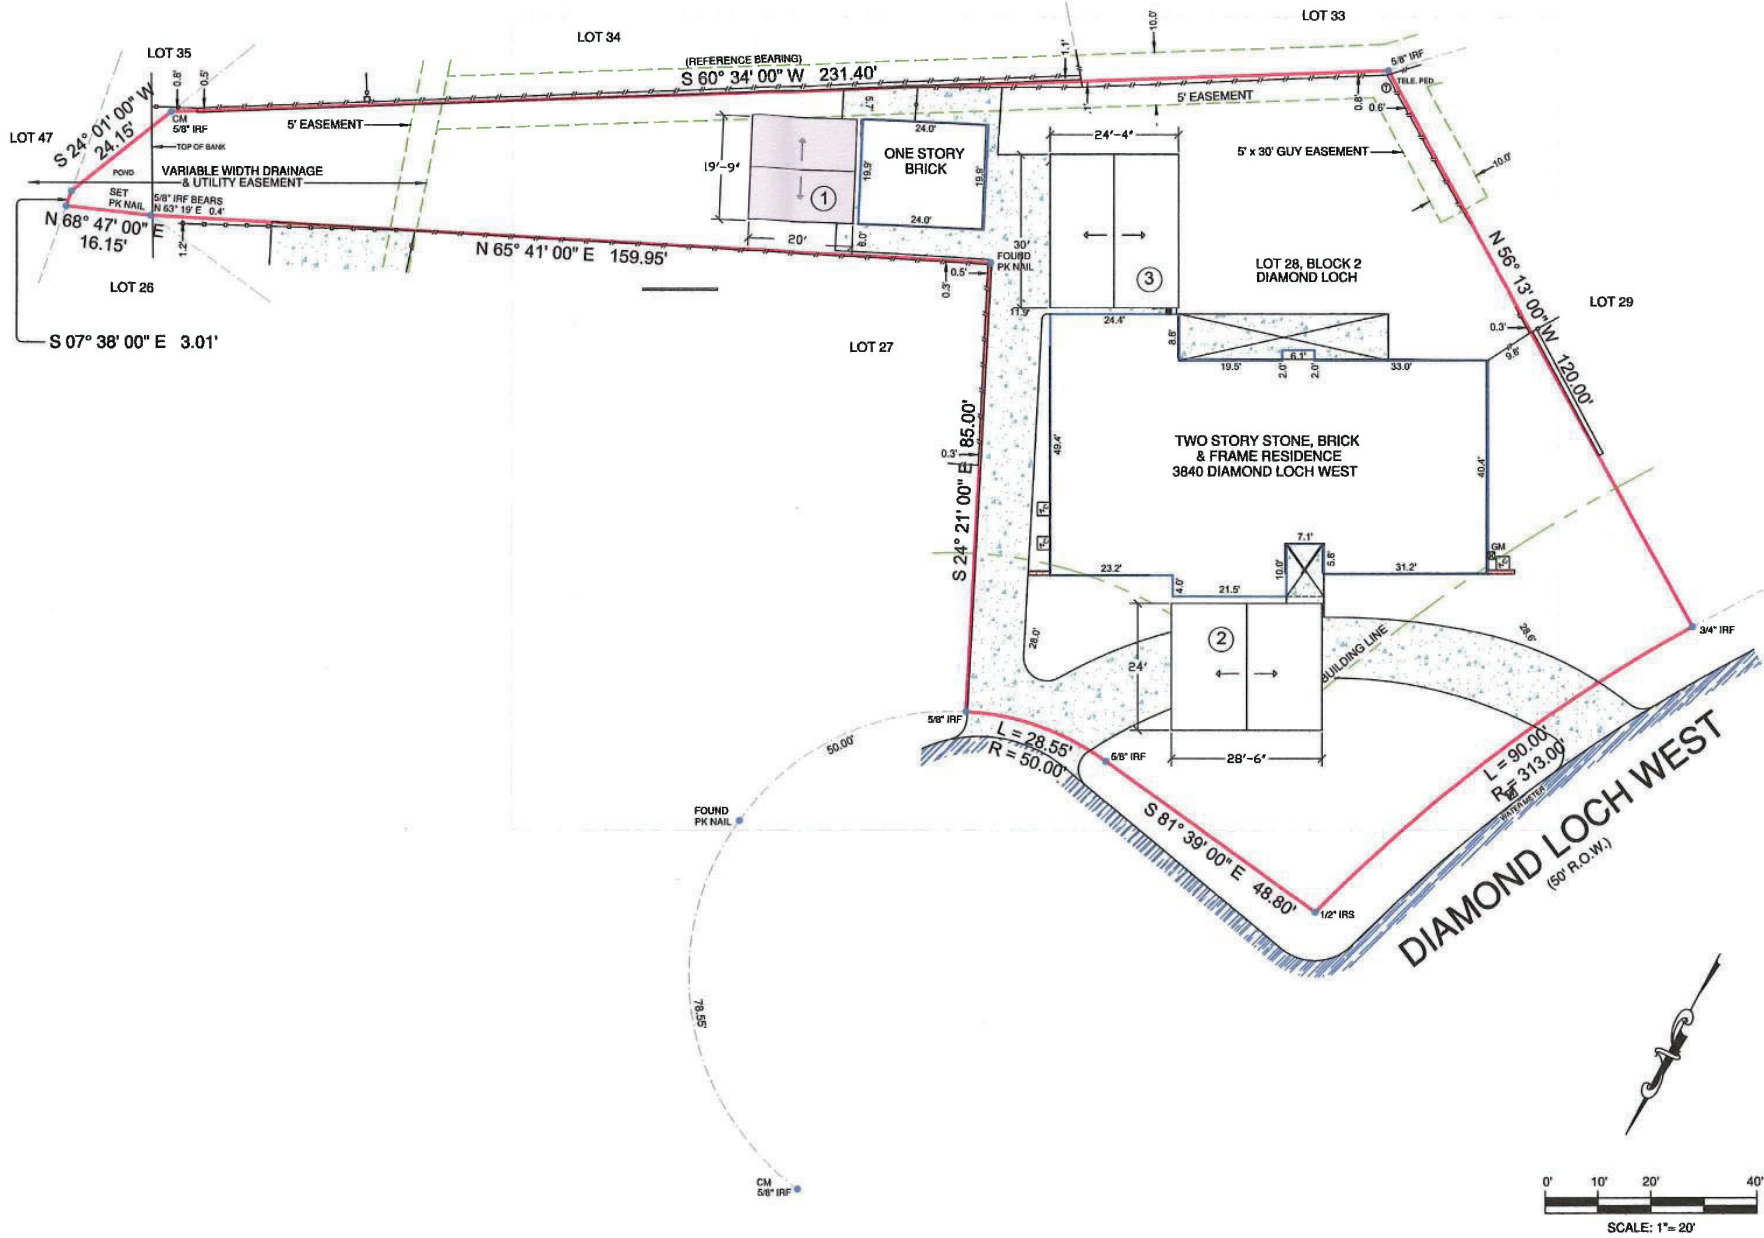 LOT 33
LOT 34
LOT 35
(REFERENCE BEARING)
S 60° 34' 00" W 231.40'
1.1'
10.0'
5/8" IRF
TELE. PED
0.8'
0.5'
CM
5/8" IRF
5' EASEMENT
5.7'
1'
5' EASEMENT
0.8'
0.6'
LOT 47
S 24° 01' 00" W
24.15'
TOP OF BANK
POND
VARIABLE WIDTH DRAINAGE
& UTILITY EASEMENT
SET
PK NAIL
5/8" IRF BEARS
N 63° 19' E 0.4'
N 68° 47' 00" E
16.15'
1.2'
LOT 26
S 07° 38' 00" E 3.01'
N 65° 41' 00" E 159.95'
19'-9"
1
20'
24.0'
ONE STORY
BRICK
19.9'
19.9'
24.0'
6.0'
24'-4"
5' x 30' GUY EASEMENT
10.0'
30'
3
FOUND
PK NAIL
0.5'
0.3'
11.9'
LOT 28, BLOCK 2
DIAMOND LOCH
N 56° 13' 00" W 120.00'
LOT 29
LOT 27
24.4'
8.8'
19.5'
2.0'
6.1'
2.0'
33.0'
0.3'
9.8'
49.4'
TWO STORY STONE, BRICK
& FRAME RESIDENCE
3840 DIAMOND LOCH WEST
40.4'
0.3'
S 24° 21' 00" E 85.00'
7.1'
GM
23.2'
4.0'
21.5'
10.0'
5.6'
31.2'
28.0'
2
24'
28'-6"
BUILDING LINE
28.6'
3/4" IRF
5/8" IRF
50.00'
L = 28.55'
R = 50.00'
5/8" IRF
L = 90.00'
R = 313.00'
WATER METER
FOUND
PK NAIL
S 81° 39' 00" E 48.80'
1/2" IRS
DIAMOND LOCH WEST
(50' R.O.W.)
78.55'
CM
5/8" IRF
0' 10' 20' 40'
SCALE: 1"= 20'